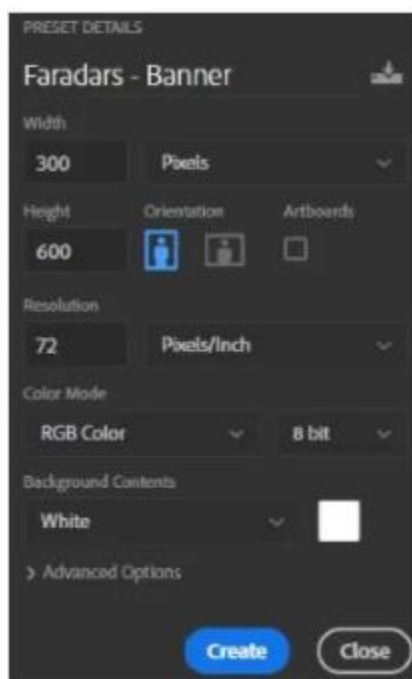 PRESET DETAILS
Faradars - Banner
Width
300 Pixels
Height Orientation Artboards
600
Resolution
72 Pixels/Inch
Color Mode
RGB Color 8 bit
Background Contents
White
Advanced Options
Create Close